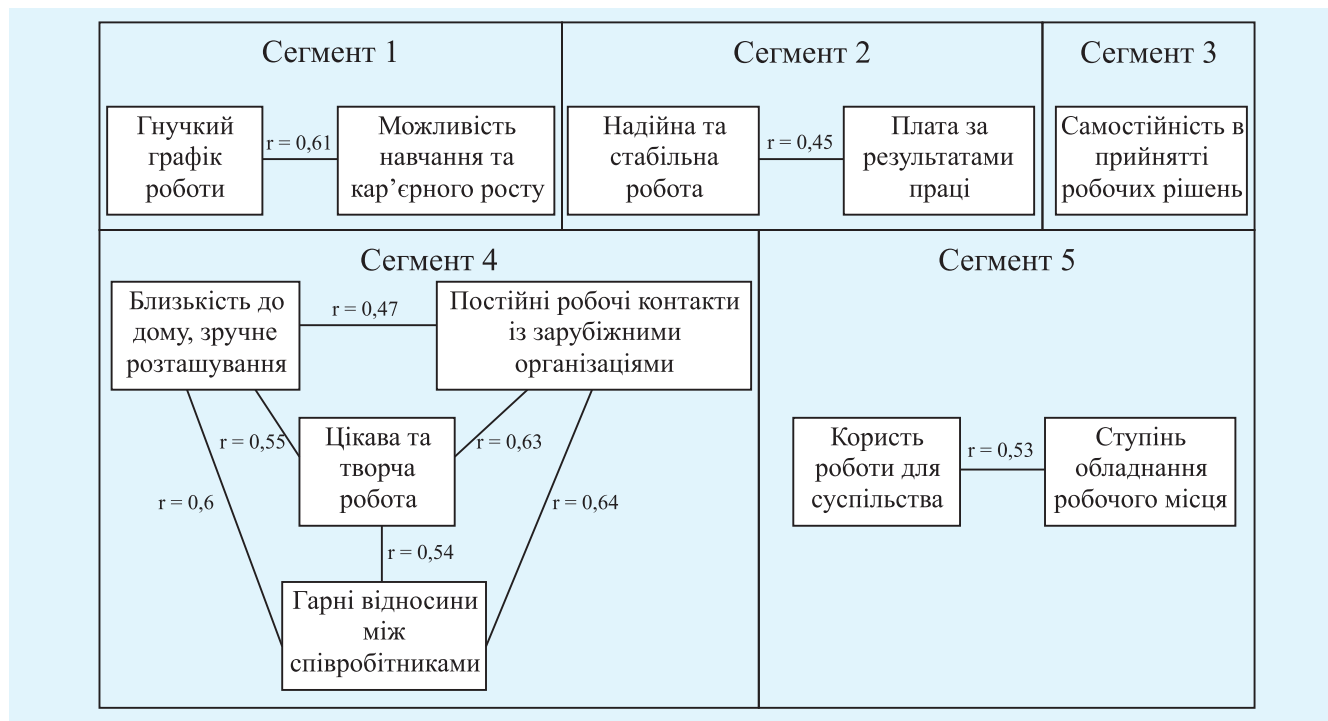 Сегмент 1
Гнучкий
графік
роботи
r = 0,61
Можливість
навчання та
кар’єрного росту
Сегмент 2
Надійна та
стабільна
робота
r = 0,45
Плата за
результатами
праці
Сегмент 3
Самостійність в
прийнятті
робочих рішень
Сегмент 4
Близькість до
дому, зручне
розташування
r = 0,47
Постійні робочі контакти
із зарубіжними
організаціями
r = 0,55
Цікава та
творча
робота
r = 0,63
r = 0,6
r = 0,64
r = 0,54
Гарні відносини
між
співробітниками
Сегмент 5
Користь
роботи для
суспільства
r = 0,53
Ступінь
обладнання
робочого місця